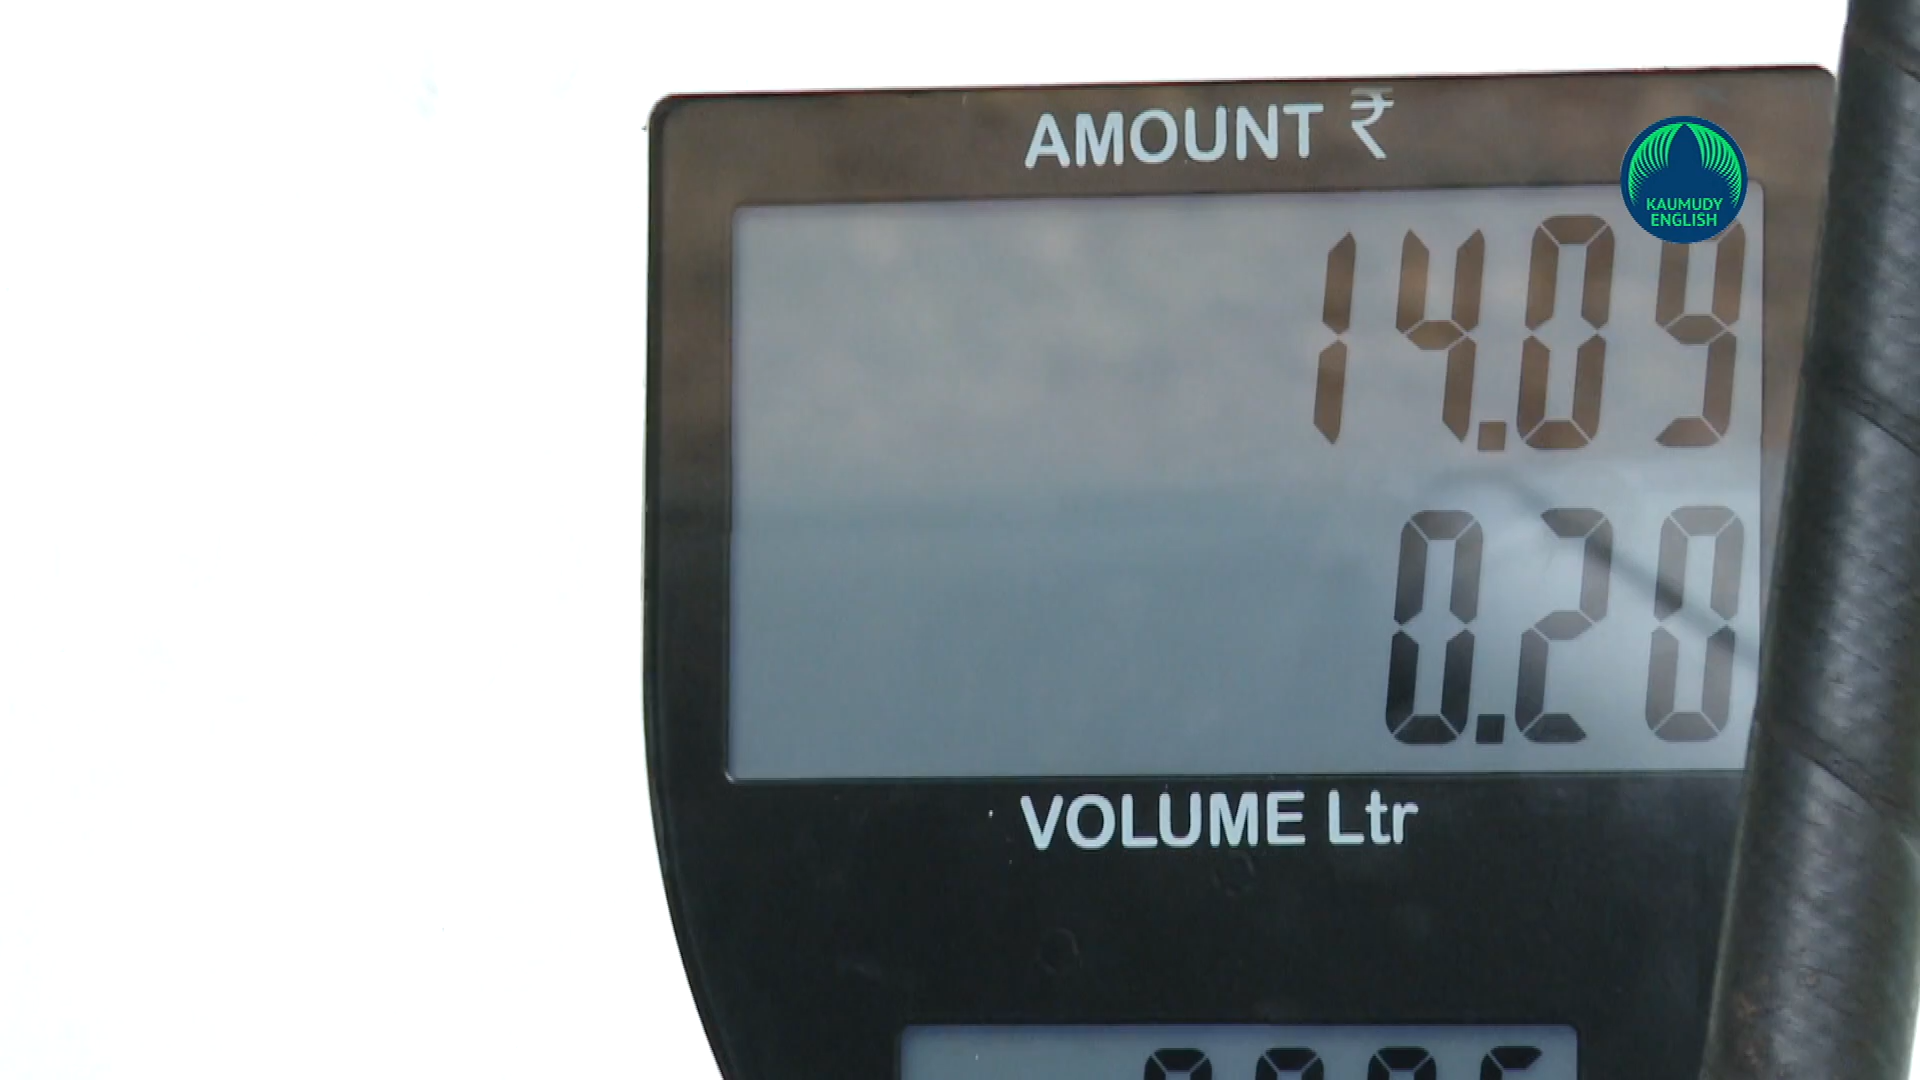 AMOUNT ₹
KAUMUDY
ENGLISH
14.09
0.20
VOLUME Ltr